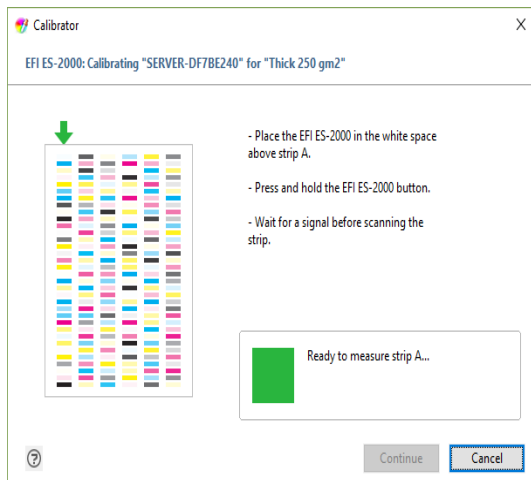 Calibrator
X
EFI ES-2000: Calibrating "SERVER-DF7BE240" for "Thick 250 gm2"
- Place the EFI ES-2000 in the white space
above strip A.
- Press and hold the EFI ES-2000 button.
- Wait for a signal before scanning the
strip.
Ready to measure strip A...
?
Continue
Cancel